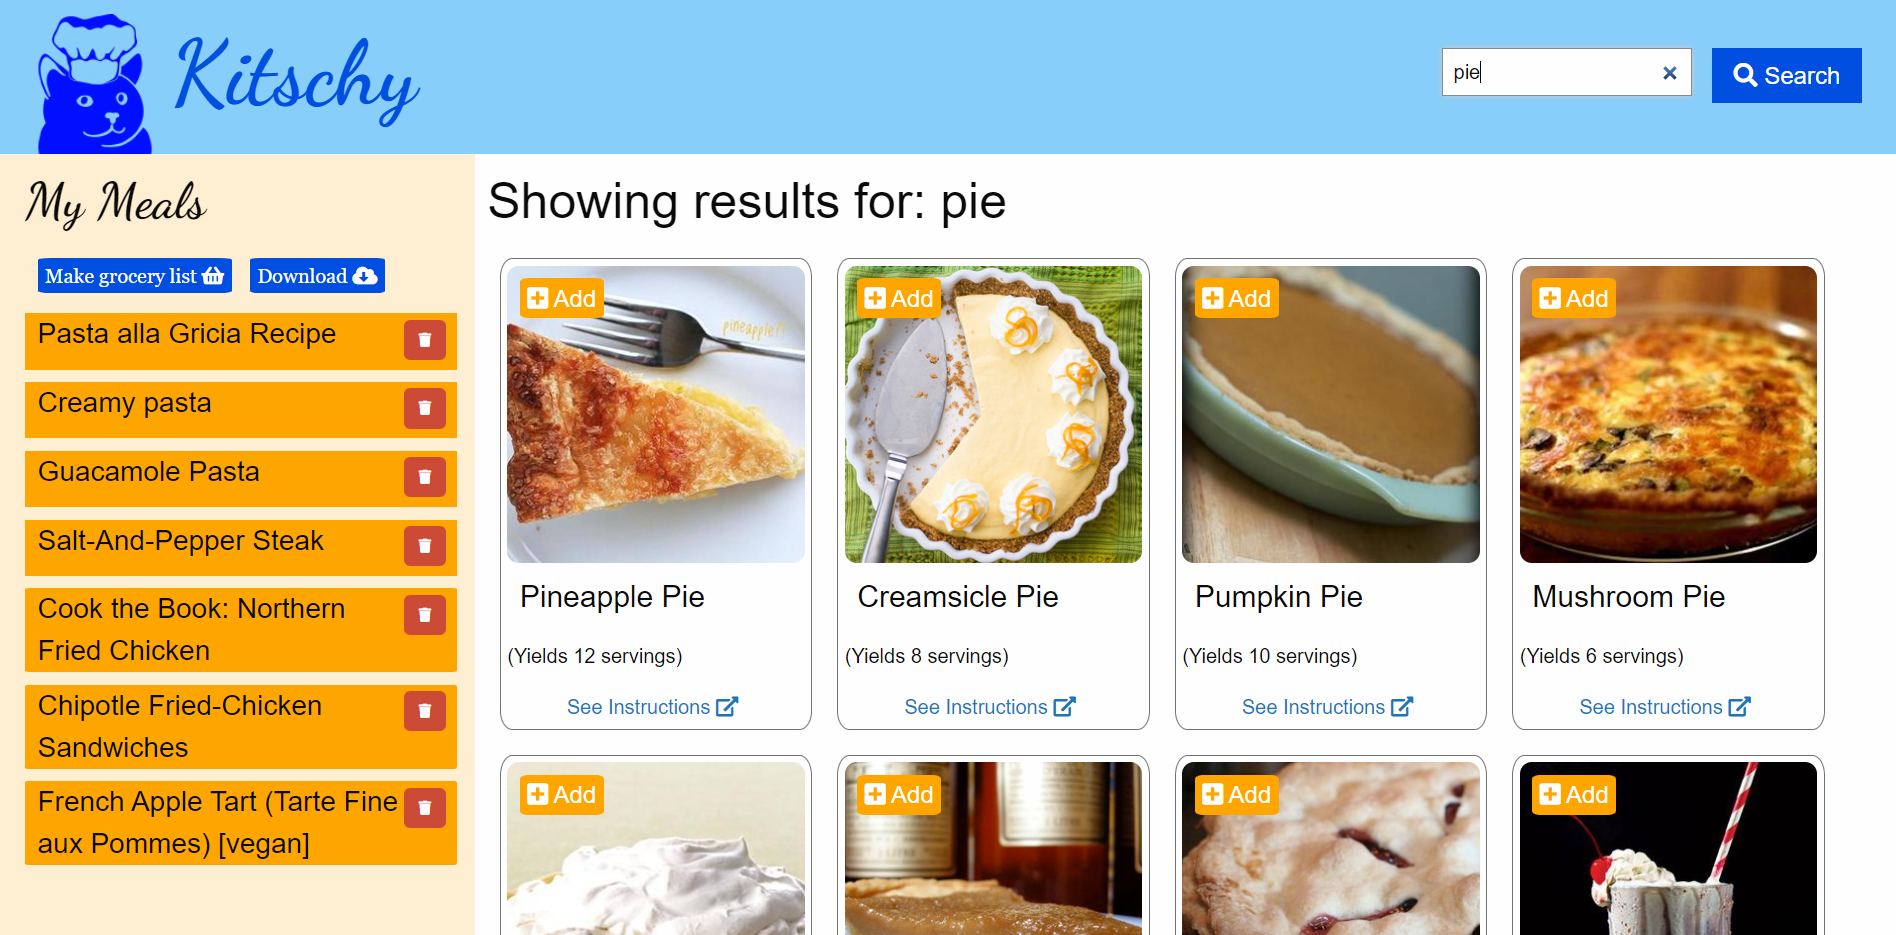 Kitschy
pie
Search
My Meals
Make grocery list
Download
Pasta alla Gricia Recipe
Creamy pasta
Guacamole Pasta
Salt-And-Pepper Steak
Cook the Book: Northern
Fried Chicken
Chipotle Fried-Chicken
Sandwiches
French Apple Tart (Tarte Fine
aux Pommes) [vegan]
Showing results for: pie
Add
pineapple!
Pineapple Pie
(Yields 12 servings)
See Instructions
Add
Creamsicle Pie
(Yields 8 servings)
See Instructions
Add
Pumpkin Pie
(Yields 10 servings)
See Instructions
Add
Mushroom Pie
(Yields 6 servings)
See Instructions
Add
Add
Add
Add